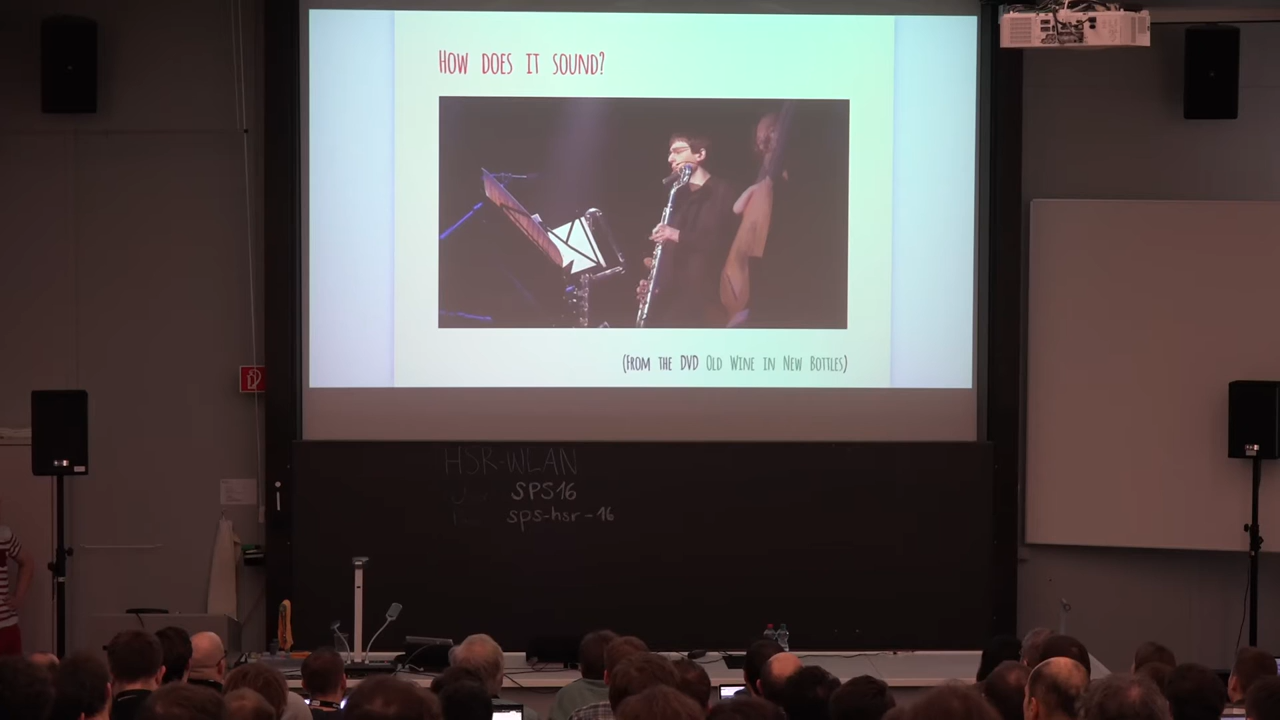 HOW DOES IT SOUND?
(FROM THE DVD OLD WINE IN NEW BOTTLES)
HSR-WLAN
SPS16
sps-hsr-16